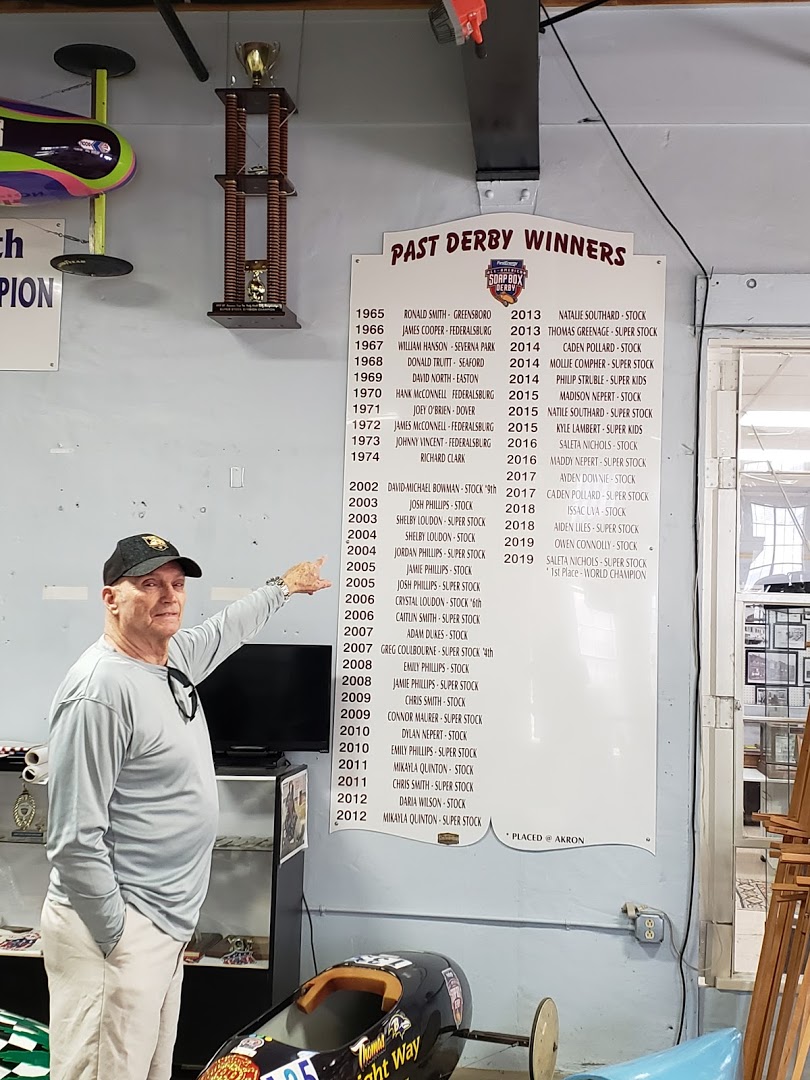 th
PION
PAST DERBY WINNERS
FirstEnergy
ALL-AMERICAN
SOAP BOX
DERBY
1965 RONALD SMITH - GREENSBORO
1966 JAMES COOPER - FEDERALSBURG
1967 WILLIAM HANSON - SEVERNA PARK
1968 DONALD TRUITT - SEAFORD
1969 DAVID NORTH - EASTON
1970 HANK McCONNELL FEDERALSBURG
1971 JOEY O'BRIEN - DOVER
1972 JAMES McCONNELL - FEDERALSBURG
1973 JOHNNY VINCENT - FEDERALSBURG
1974 RICHARD CLARK
2002 DAVID-MICHAEL BOWMAN - STOCK *9th
2003 JOSH PHILLIPS - STOCK
2003 SHELBY LOUDON - SUPER STOCK
2004 SHELBY LOUDON - STOCK
2004 JORDAN PHILLIPS - SUPER STOCK
2005 JAMIE PHILLIPS - STOCK
2005 JOSH PHILLIPS - SUPER STOCK
2006 CRYSTAL LOUDON - STOCK *6th
2006 CAITLIN SMITH - SUPER STOCK
2007 ADAM DUKES - STOCK
2007 GREG COULBOURNE - SUPER STOCK *4th
2008 EMILY PHILLIPS - STOCK
2008 JAMIE PHILLIPS - SUPER STOCK
2009 CHRIS SMITH - STOCK
2009 CONNOR MAURER - SUPER STOCK
2010 DYLAN NEPERT - STOCK
2010 EMILY PHILLIPS - SUPER STOCK
2011 MIKAYLA QUINTON - STOCK
2011 CHRIS SMITH - SUPER STOCK
2012 DARIA WILSON - STOCK
2012 MIKAYLA QUINTON - SUPER STOCK
2013 NATALIE SOUTHARD - STOCK
2013 THOMAS GREENAGE - SUPER STOCK
2014 CADEN POLLARD - STOCK
2014 MOLLIE COMPHER - SUPER STOCK
2014 PHILIP STRUBLE - SUPER KIDS
2015 MADISON NEPERT - STOCK
2015 NATILE SOUTHARD - SUPER STOCK
2015 KYLE LAMBERT - SUPER KIDS
2016 SALETA NICHOLS - STOCK
2016 MADDY NEPERT - SUPER STOCK
2017 AYDEN DOWNIE - STOCK
2017 CADEN POLLARD - SUPER STOCK
2018 ISSAC UVA - STOCK
2018 AIDEN LILES - SUPER STOCK
2019 OWEN CONNOLLY - STOCK
2019 SALETA NICHOLS - SUPER STOCK
* 1st Place - WORLD CHAMPION
* PLACED @ AKRON
Thomas
ight Way